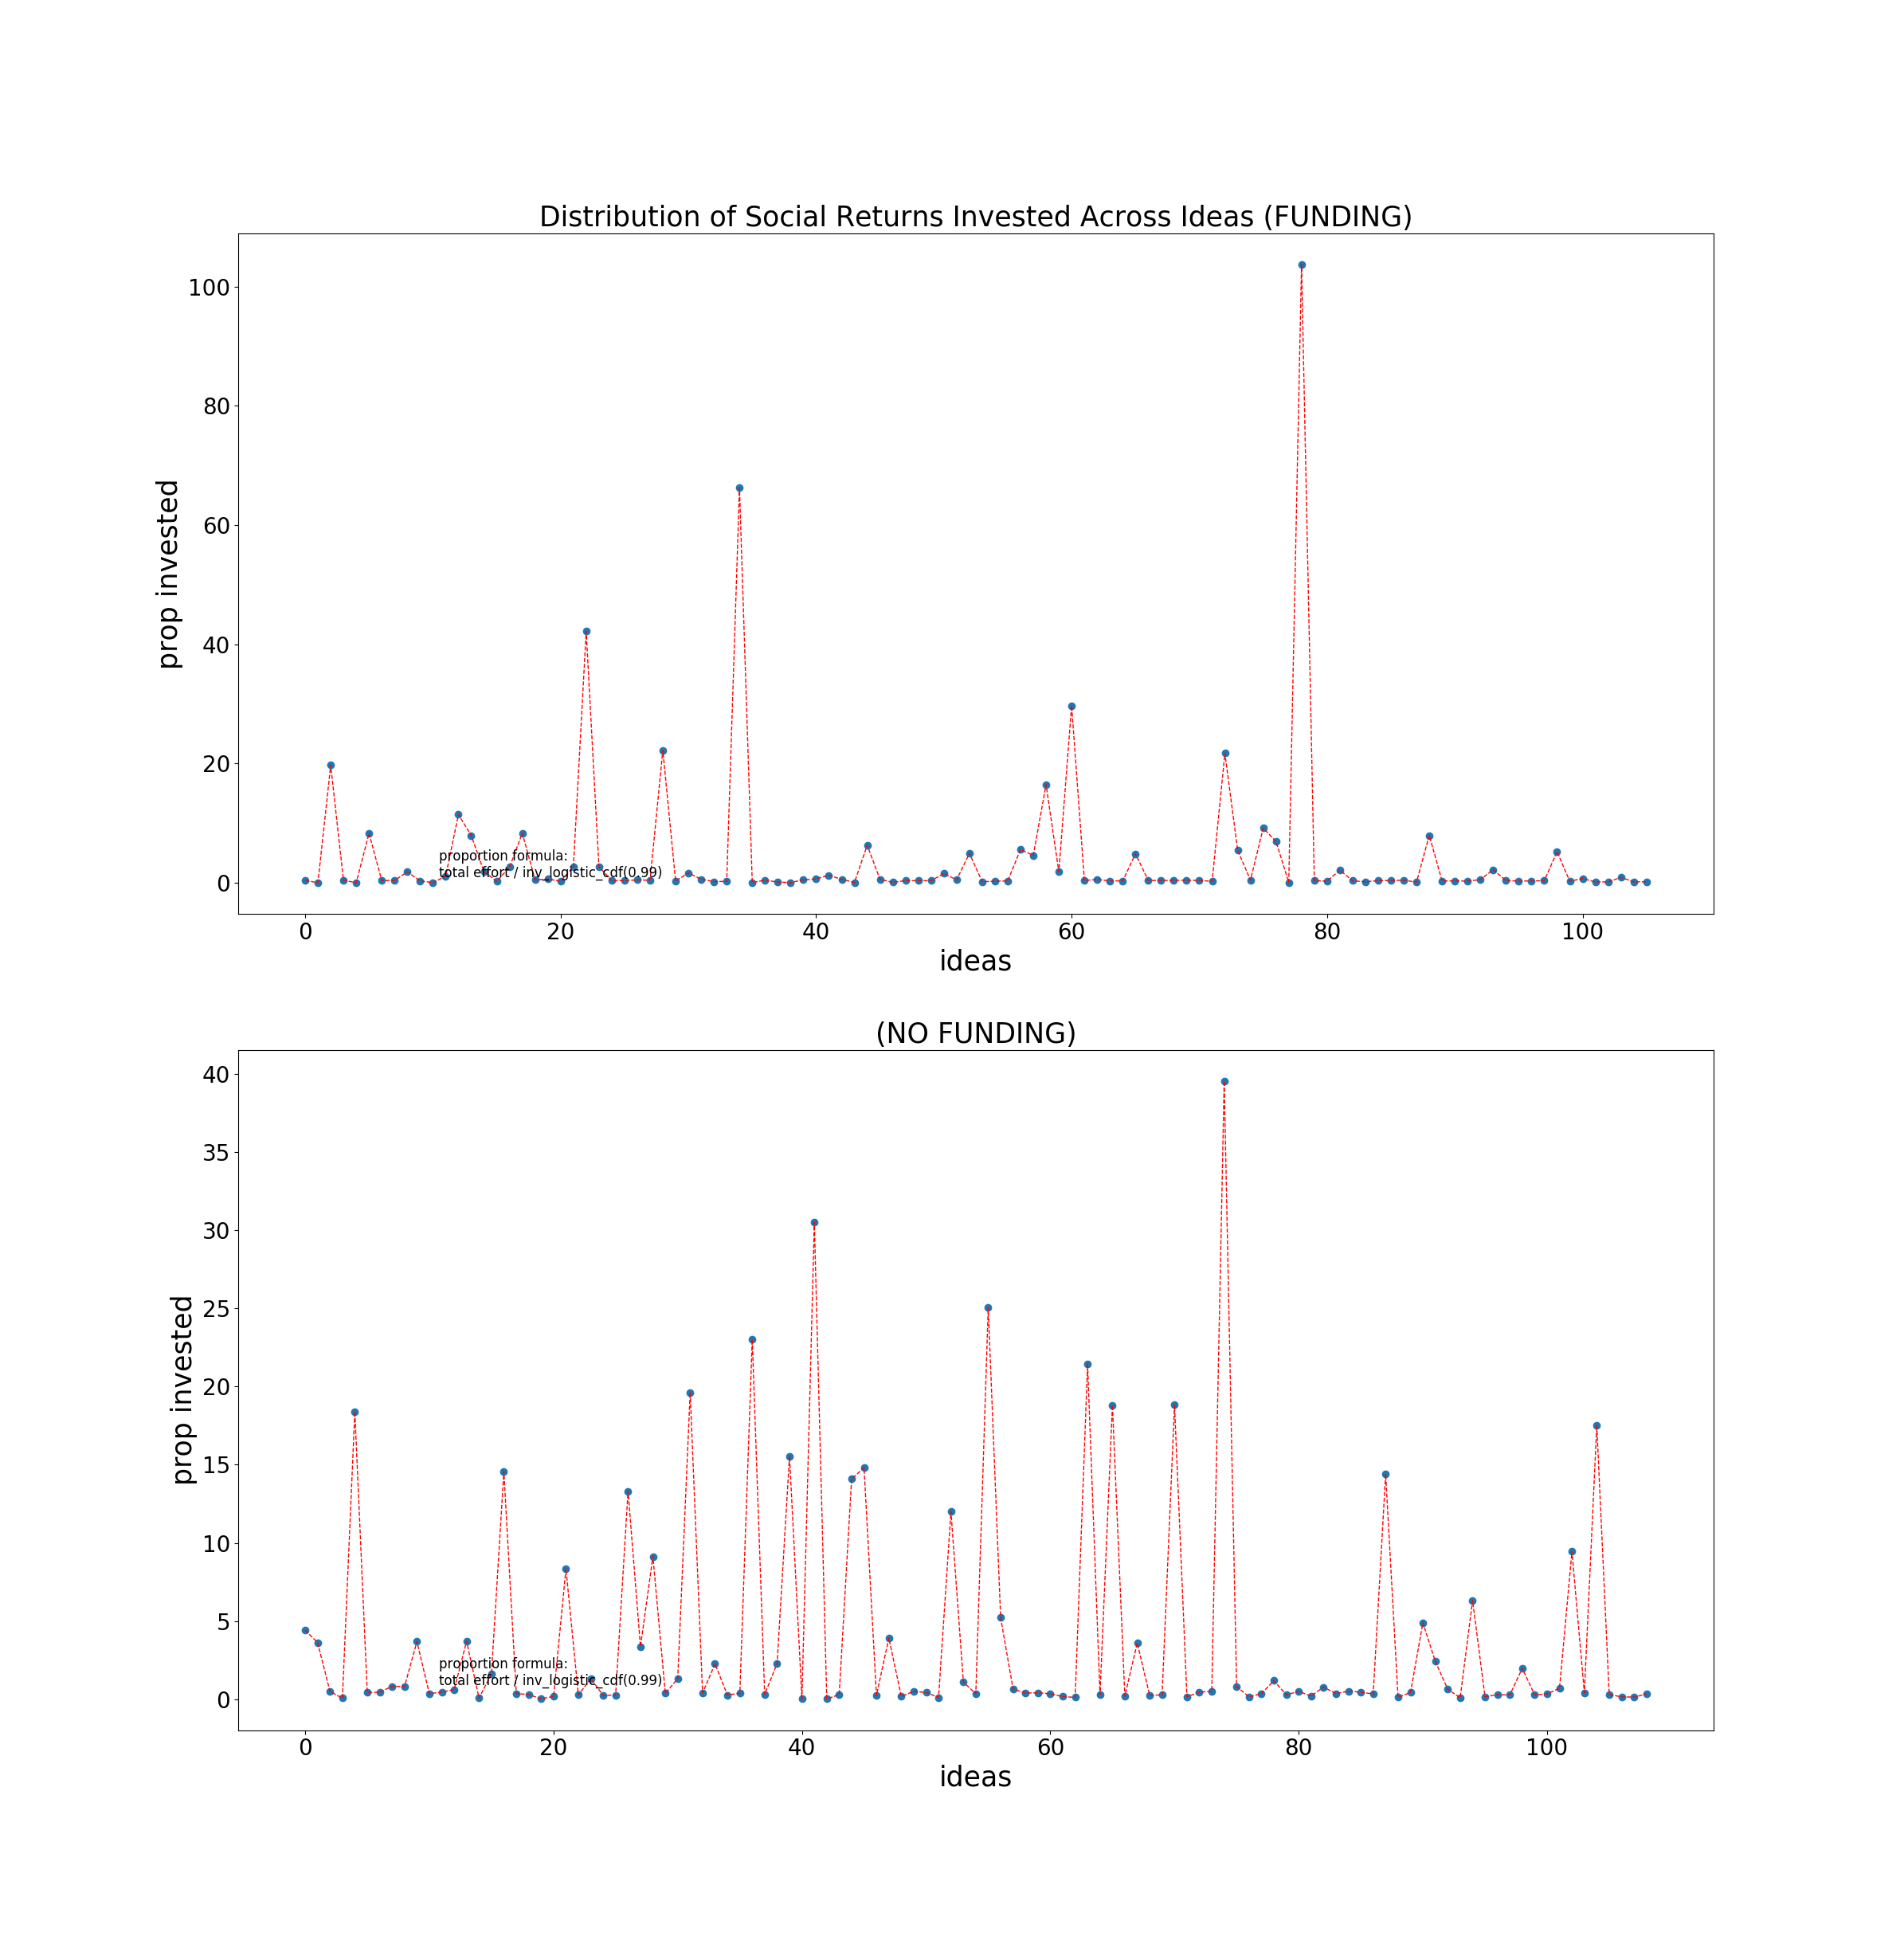 Distribution of Social Returns Invested Across Ideas (FUNDING)
100
80
60
40
20
0
prop invested
proportion formula:
total effort / inv_logistic_cdf(0.99)
0 20 40 60 80 100
ideas
(NO FUNDING)
40
35
30
25
20
15
10
5
0
prop invested
proportion formula:
total effort / inv_logistic_cdf(0.99)
0 20 40 60 80 100
ideas